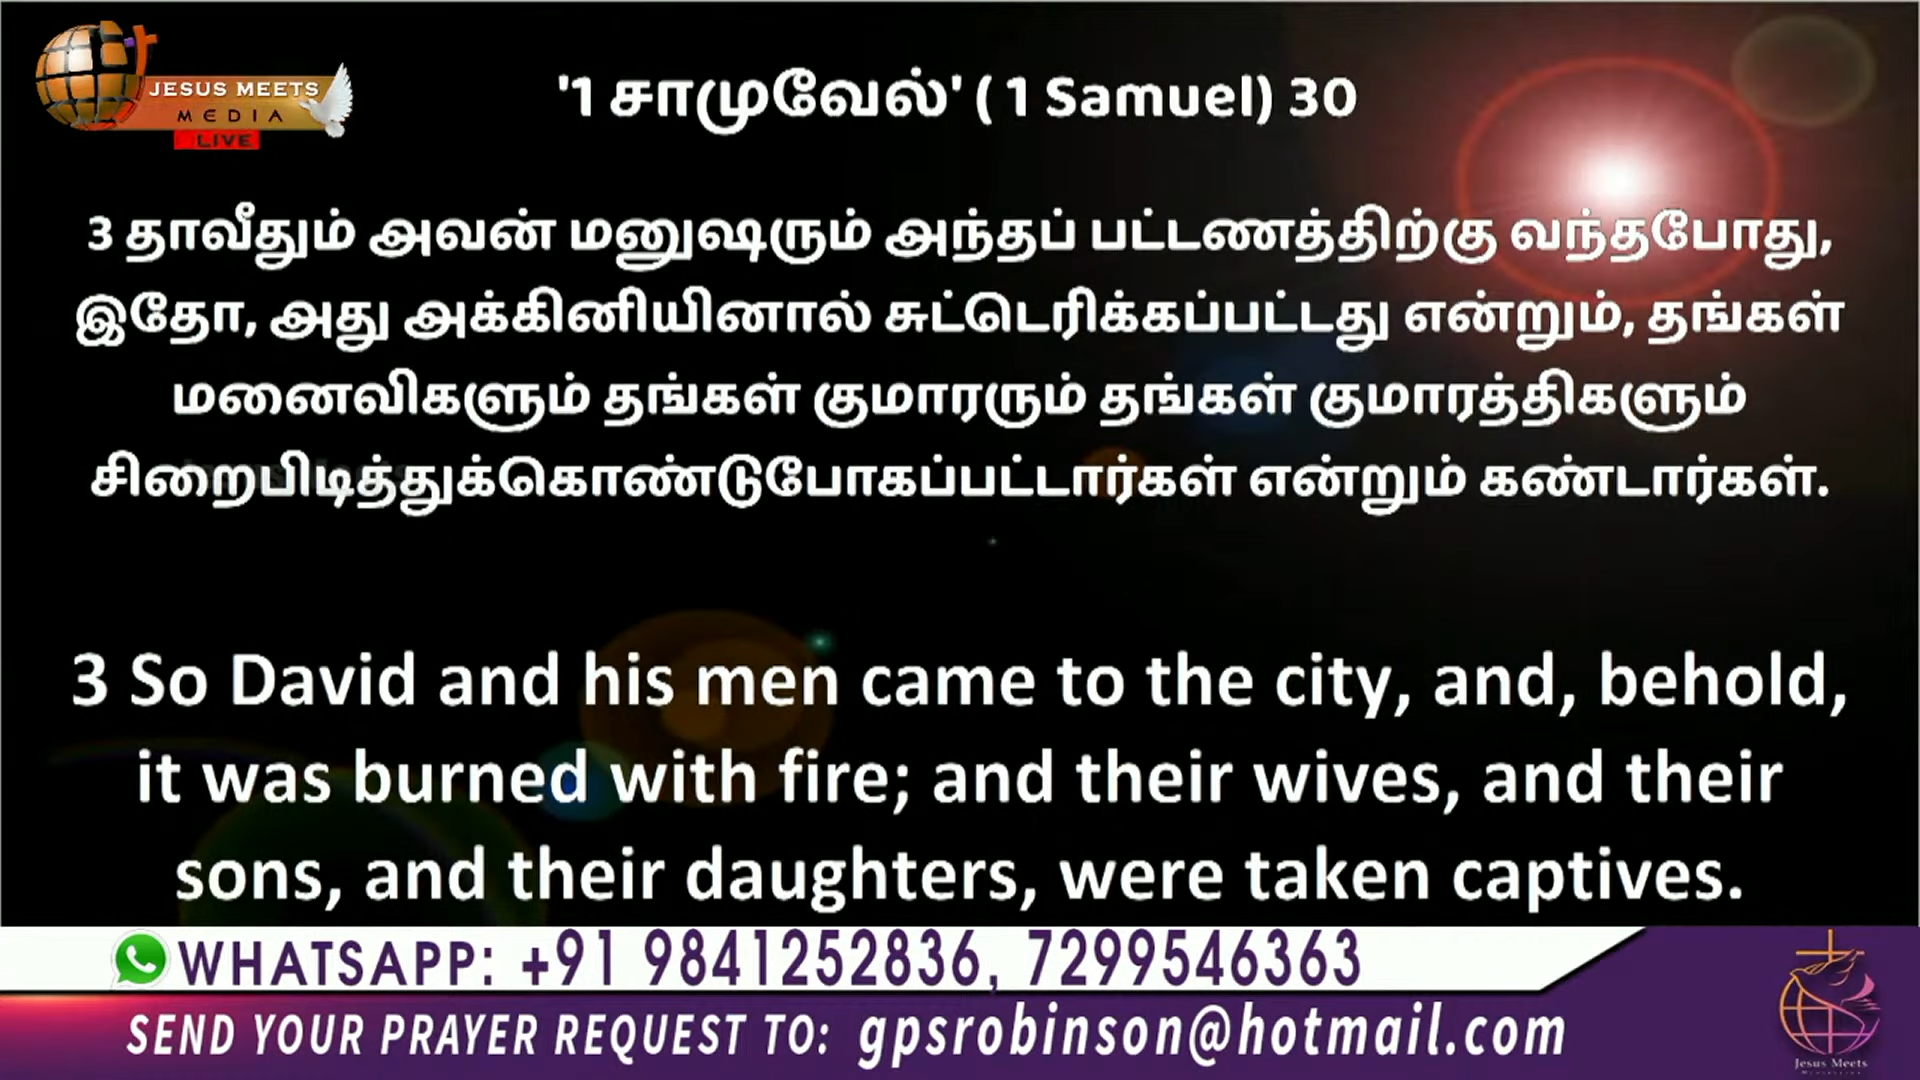 JESUS MEETS
MEDIA
LIVE
'1 சாமுவேல்' ( 1 Samuel) 30
3 தாவீதும் அவன் மனுஷரும் அந்தப் பட்டணத்திற்கு வந்தபோது,
இதோ, அது அக்கினியினால் சுட்டெரிக்கப்பட்டது என்றும், தங்கள்
மனைவிகளும் தங்கள் குமாரரும் தங்கள் குமாரத்திகளும்
சிறைபிடித்துக்கொண்டுபோகப்பட்டார்கள் என்றும் கண்டார்கள்.
3 So David and his men came to the city, and, behold,
it was burned with fire; and their wives, and their
sons, and their daughters, were taken captives.
WHATSAPP: +91 9841252836, 7299546363
SEND YOUR PRAYER REQUEST TO: gpsrobinson@hotmail.com
Jesus Meets